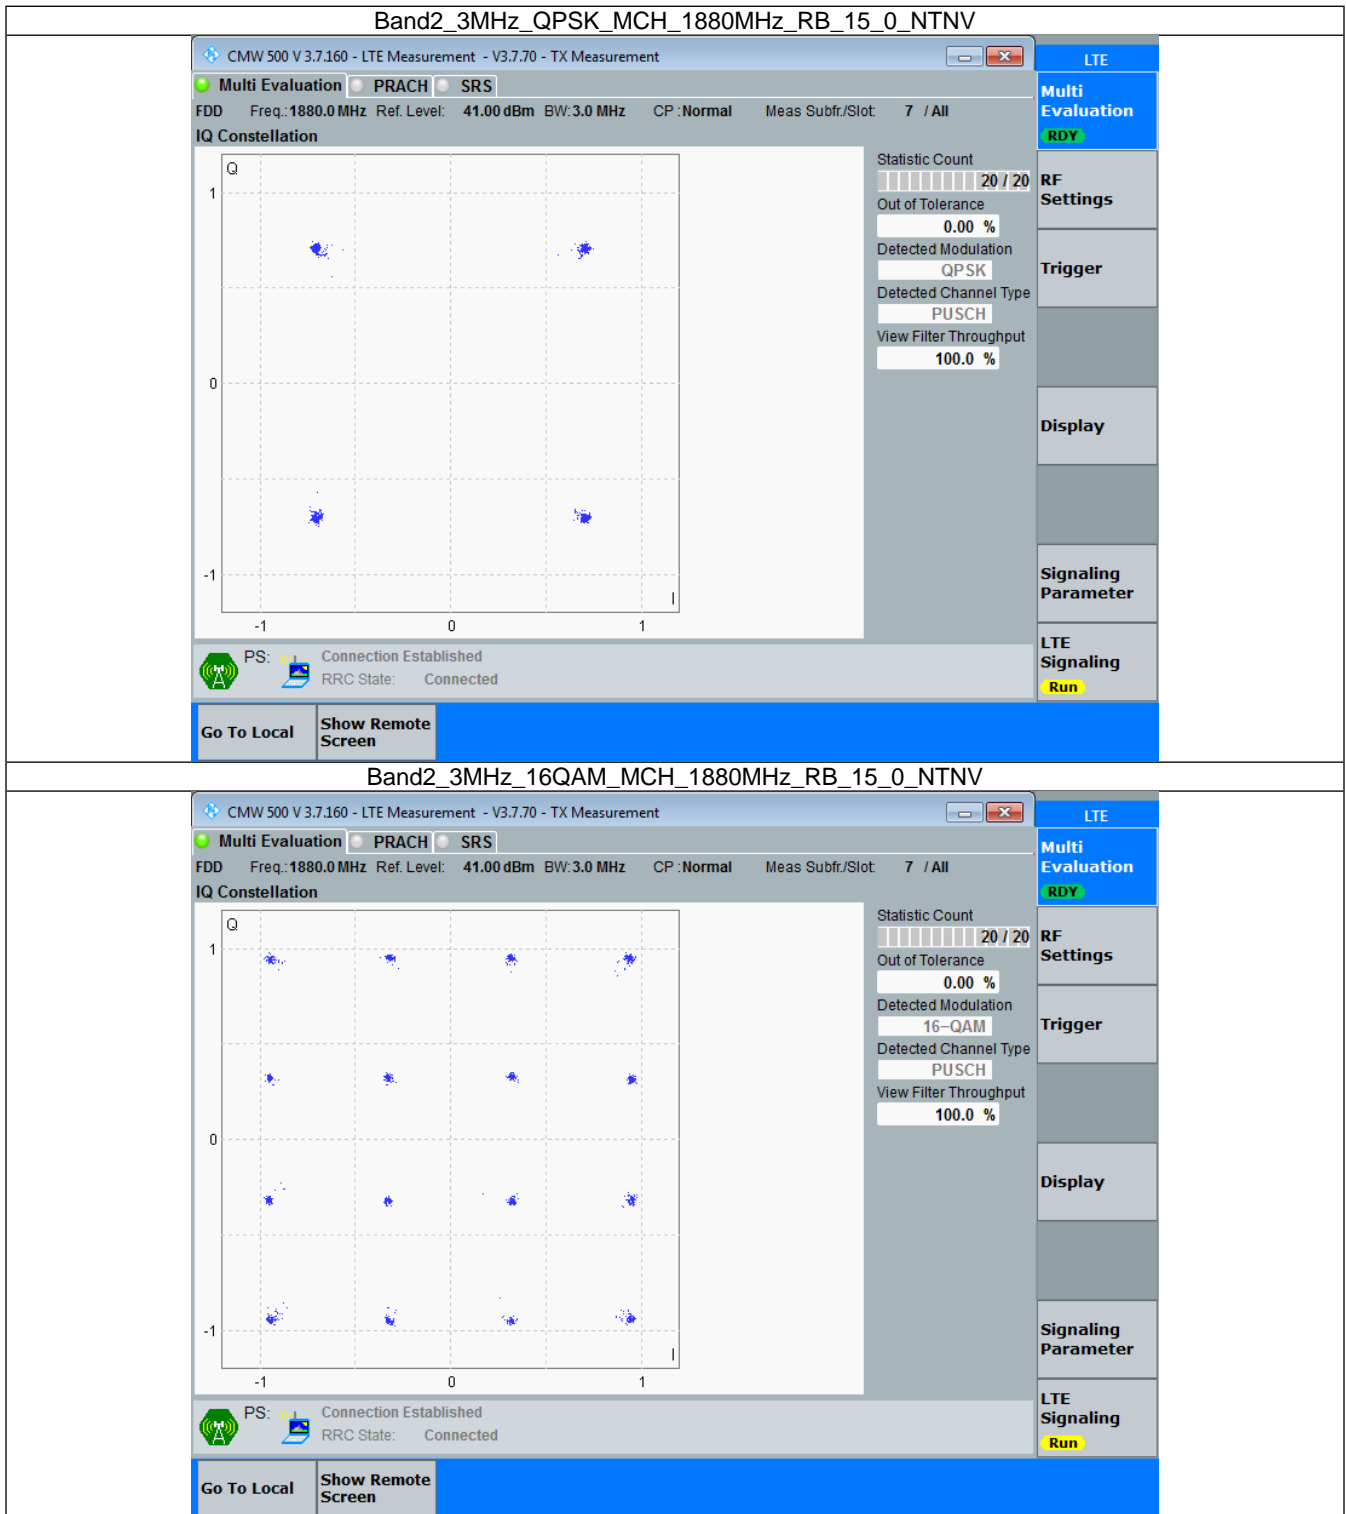 Band2_3MHz_QPSK_MCH_1880MHz_RB_15_0_NTNV
CMW 500 V 3.7.160 - LTE Measurement - V3.7.70 - TX Measurement
LTE
Multi Evaluation PRACH SRS
Multi
Evaluation
RDY
FDD Freq.:1880.0 MHz Ref. Level: 41.00 dBm BW: 3.0 MHz CP : Normal Meas Subfr./Slot: 7 / All
IQ Constellation
Q
1
0
-1
I
-1 0 1
Statistic Count
20 / 20
Out of Tolerance
0.00 %
Detected Modulation
QPSK
Detected Channel Type
PUSCH
View Filter Throughput
100.0 %
RF
Settings
Trigger
Display
Signaling
Parameter
LTE
Signaling
Run
PS: Connection Established
RRC State: Connected
Go To Local
Show Remote
Screen
Band2_3MHz_16QAM_MCH_1880MHz_RB_15_0_NTNV
CMW 500 V 3.7.160 - LTE Measurement - V3.7.70 - TX Measurement
LTE
Multi Evaluation PRACH SRS
Multi
Evaluation
RDY
FDD Freq.:1880.0 MHz Ref. Level: 41.00 dBm BW: 3.0 MHz CP : Normal Meas Subfr./Slot: 7 / All
IQ Constellation
Q
1
0
-1
I
-1 0 1
Statistic Count
20 / 20
Out of Tolerance
0.00 %
Detected Modulation
16-QAM
Detected Channel Type
PUSCH
View Filter Throughput
100.0 %
RF
Settings
Trigger
Display
Signaling
Parameter
LTE
Signaling
Run
PS: Connection Established
RRC State: Connected
Go To Local
Show Remote
Screen